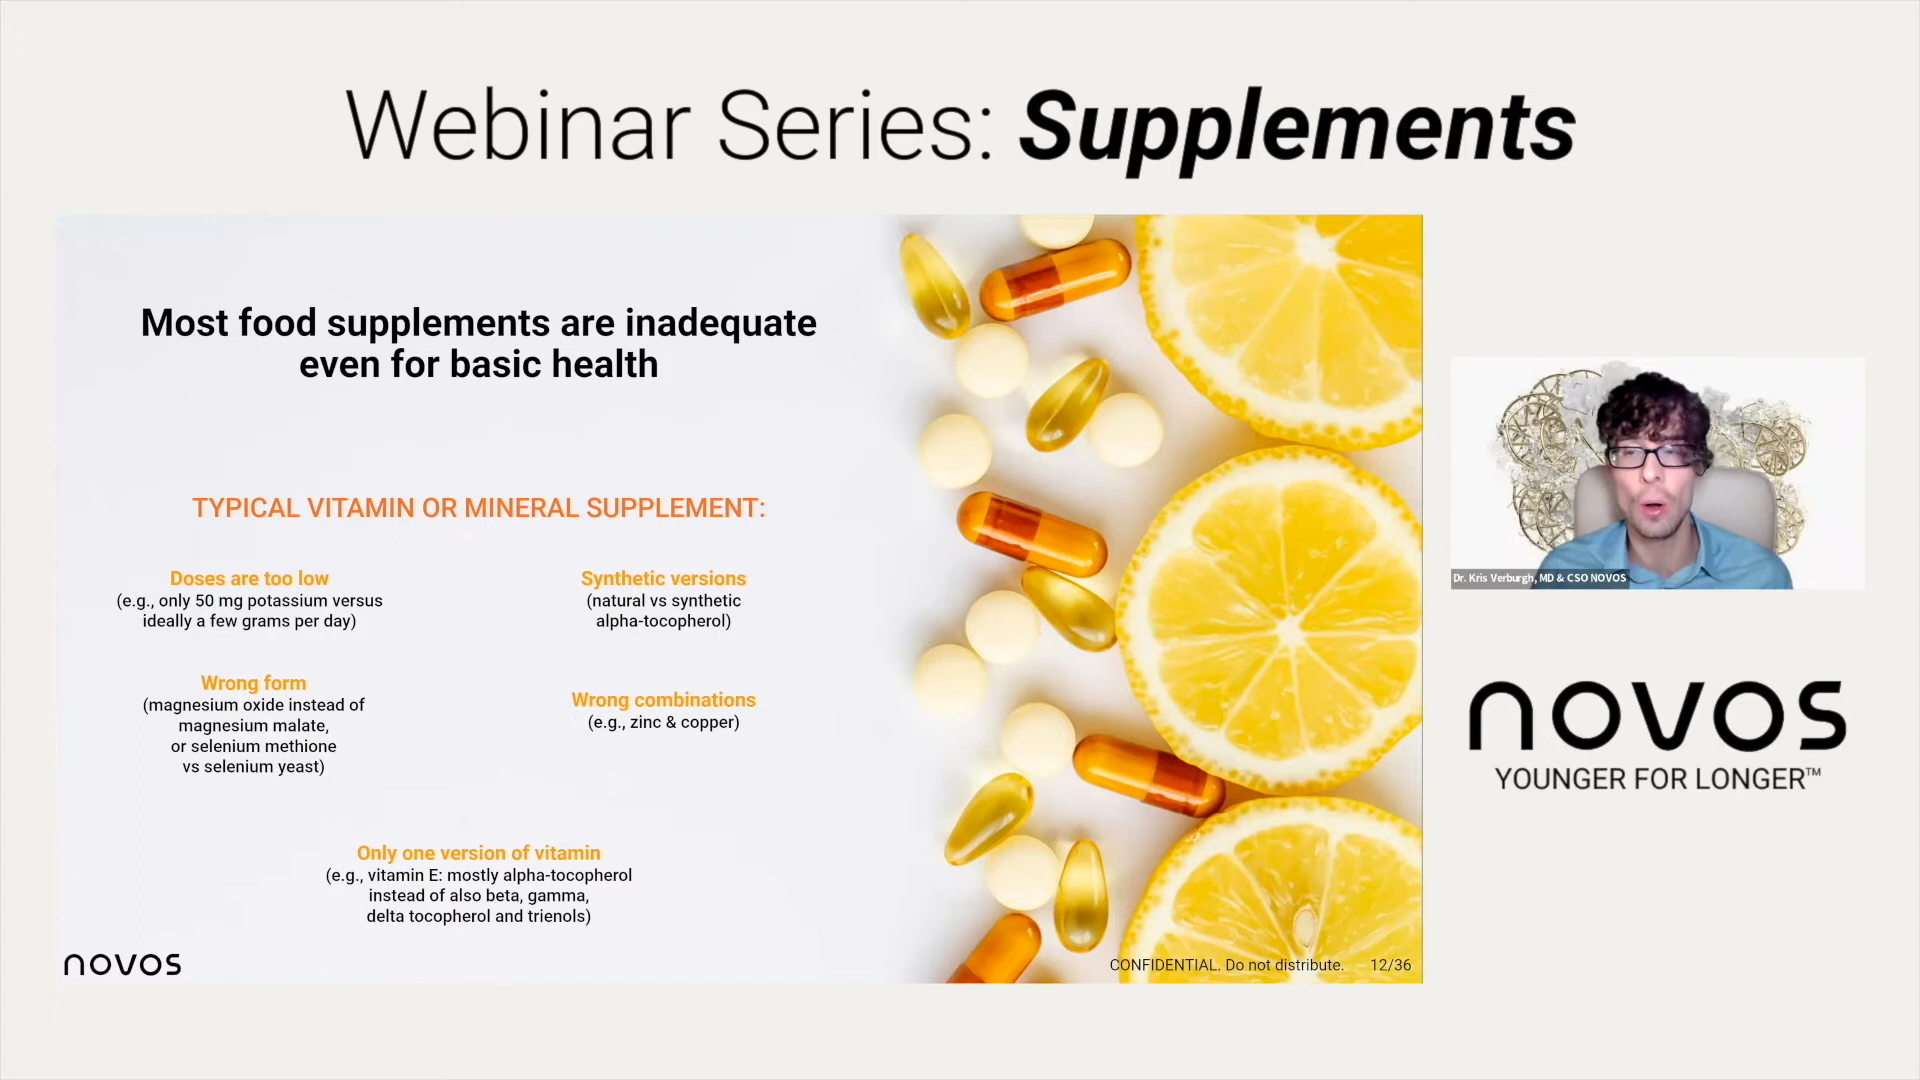 Webinar Series: Supplements
Most food supplements are inadequate
even for basic health
TYPICAL VITAMIN OR MINERAL SUPPLEMENT:
Doses are too low
(e.g., only 50 mg potassium versus
ideally a few grams per day)
Synthetic versions
(natural vs synthetic
alpha-tocopherol)
Wrong form
(magnesium oxide instead of
magnesium malate,
or selenium methione
vs selenium yeast)
Wrong combinations
(e.g., zinc & copper)
Only one version of vitamin
(e.g., vitamin E: mostly alpha-tocopherol
instead of also beta, gamma,
delta tocopherol and trienols)
novos
CONFIDENTIAL. Do not distribute. 12/36
Dr. Kris Verburgh, MD & CSO NOVOS
novos
YOUNGER FOR LONGER™